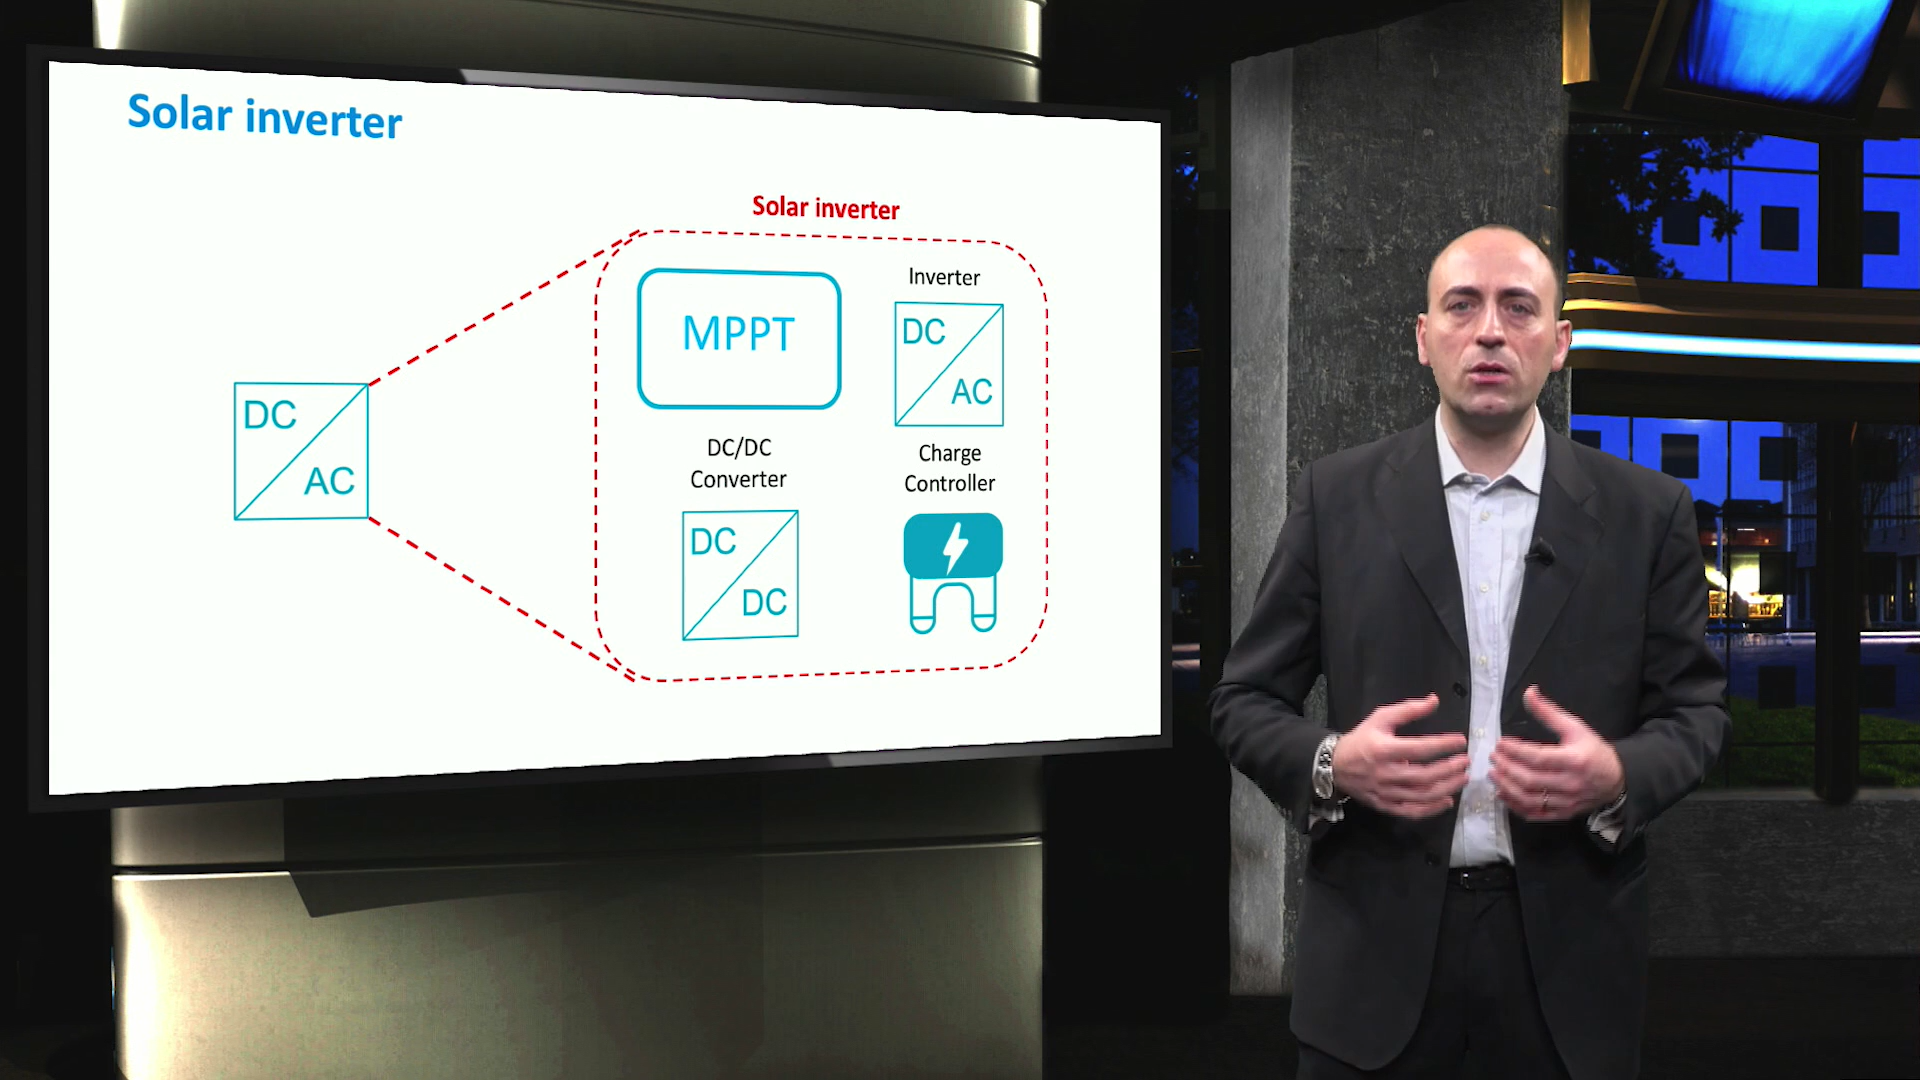 Solar inverter
Solar inverter
MPPT
Inverter
DC
AC
DC
AC
DC/DC
Converter
Charge
Controller
DC
DC